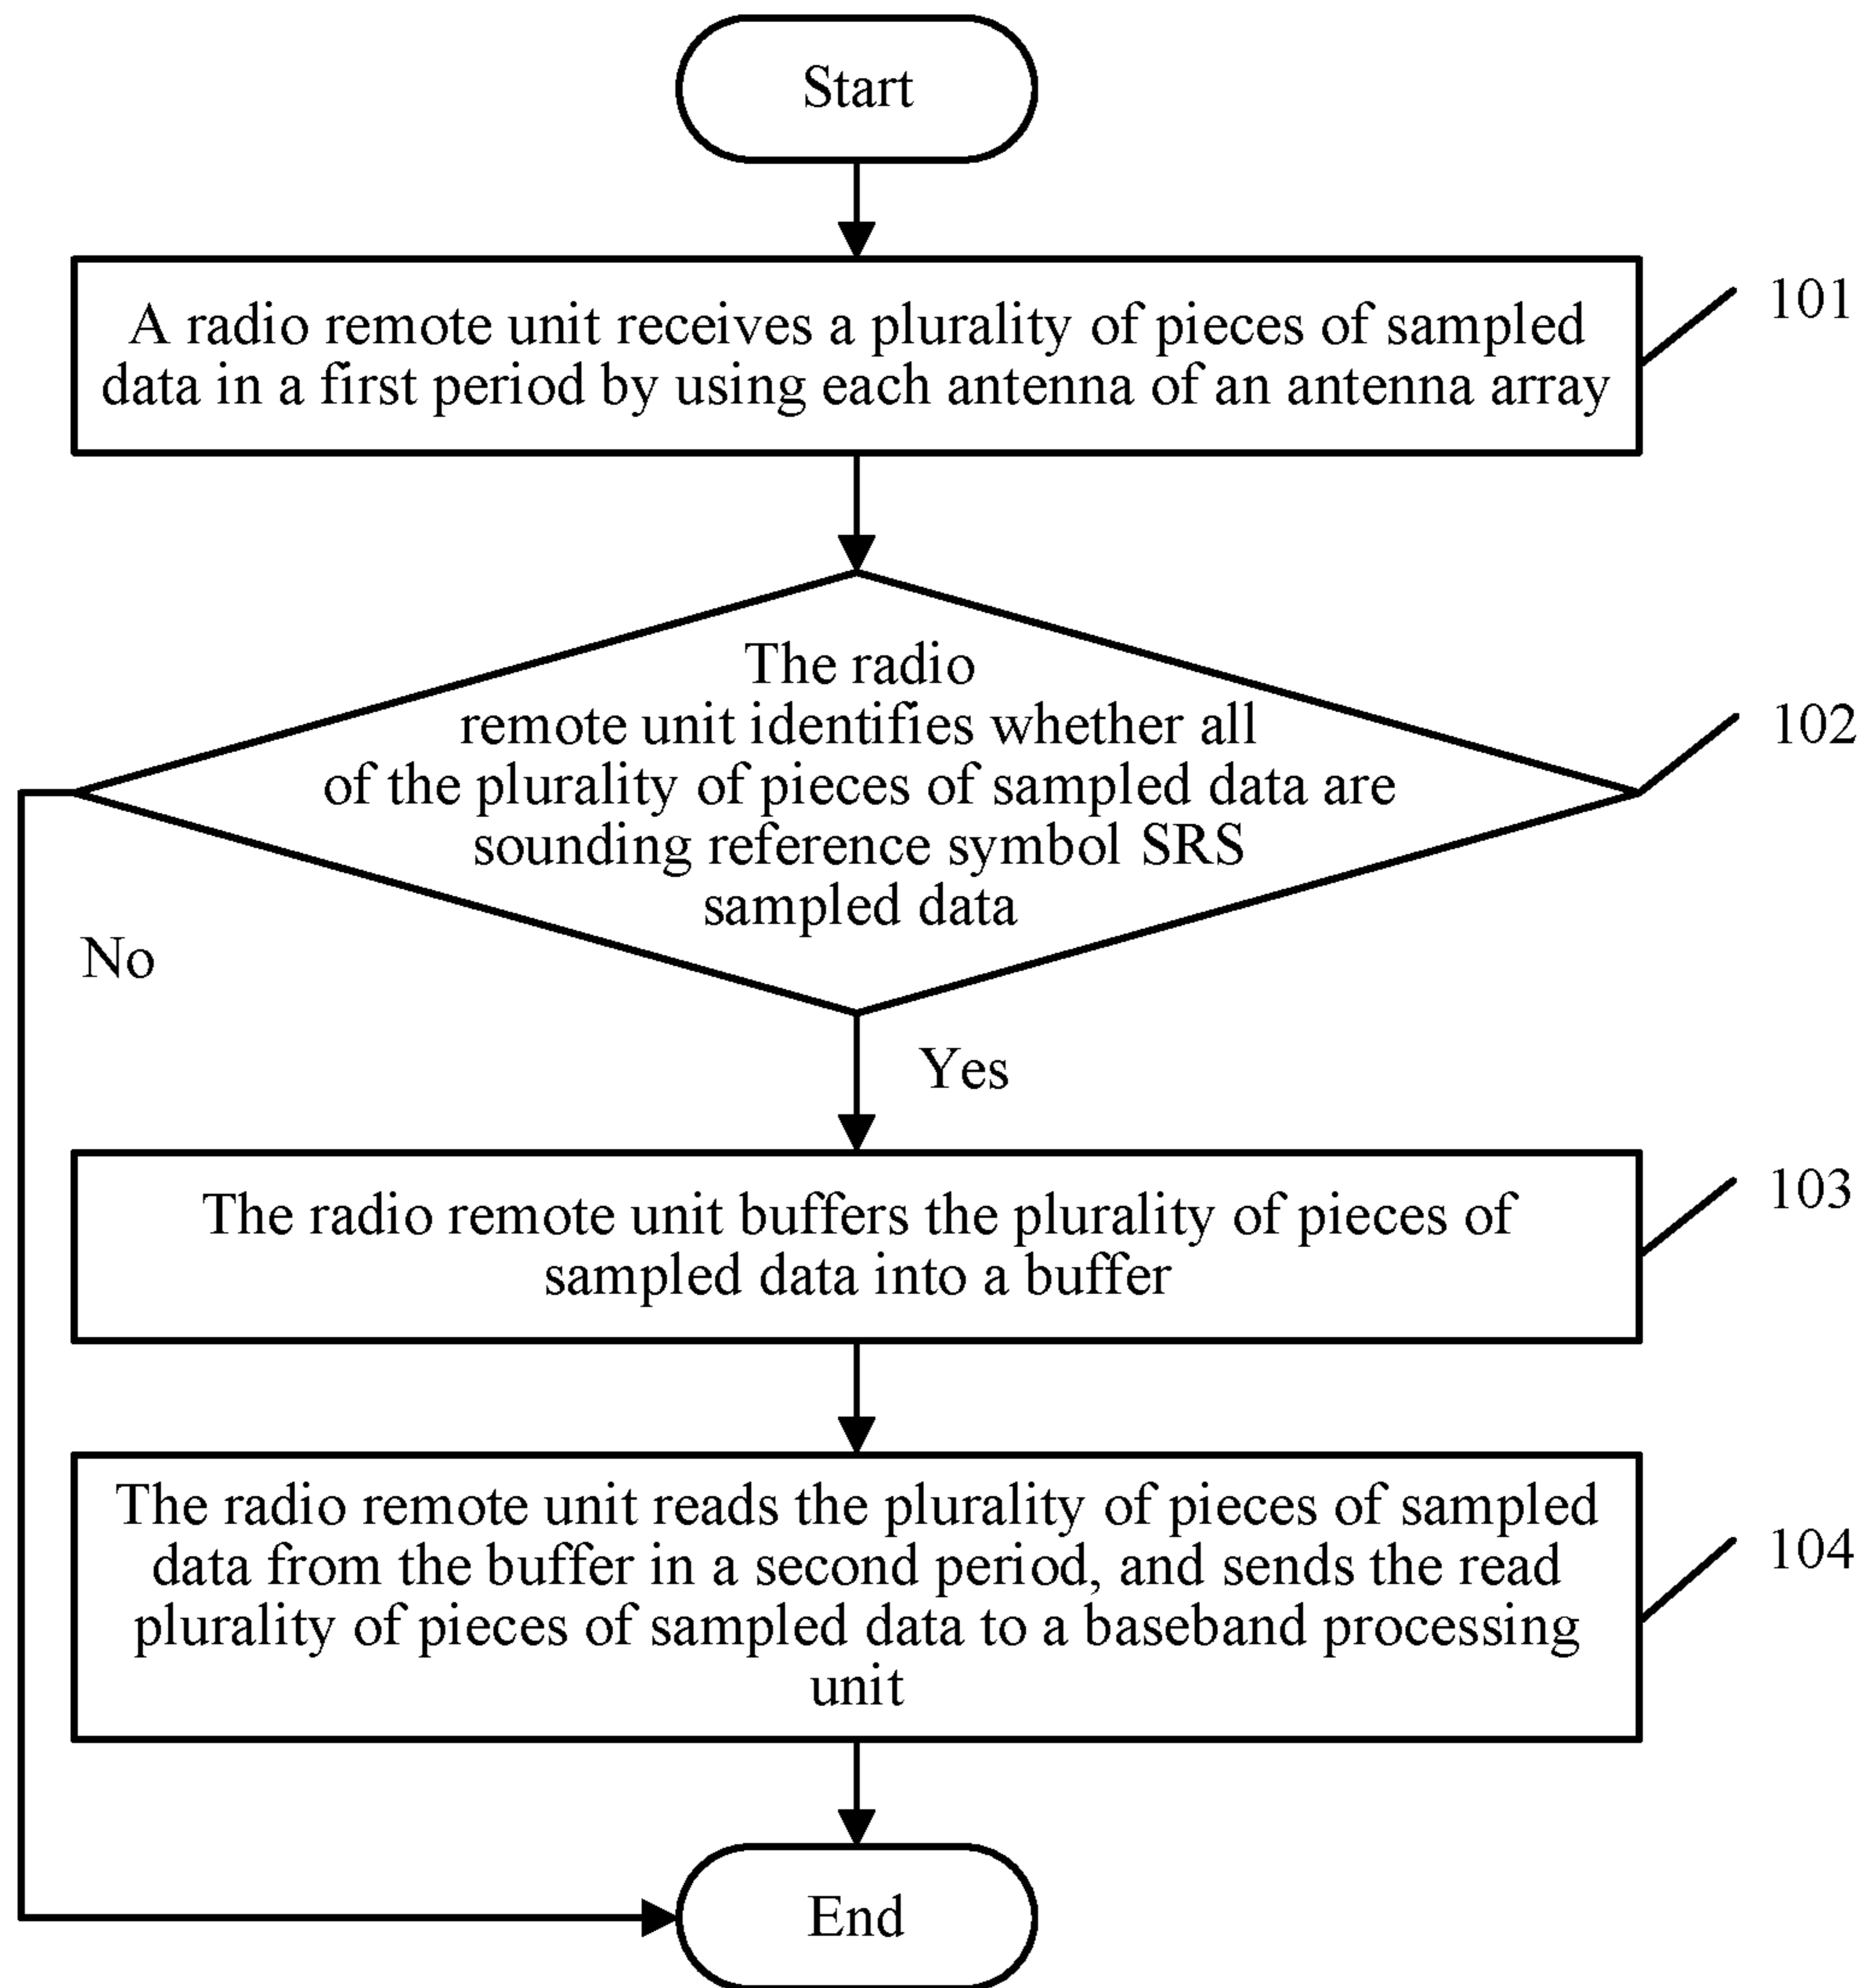 Start
A radio remote unit receives a plurality of pieces of sampled
data in a first period by using each antenna of an antenna array
101
The radio
remote unit identifies whether all
of the plurality of pieces of sampled data are
sounding reference symbol SRS
sampled data
102
No
Yes
The radio remote unit buffers the plurality of pieces of
sampled data into a buffer
103
The radio remote unit reads the plurality of pieces of sampled
data from the buffer in a second period, and sends the read
plurality of pieces of sampled data to a baseband processing
unit
104
End